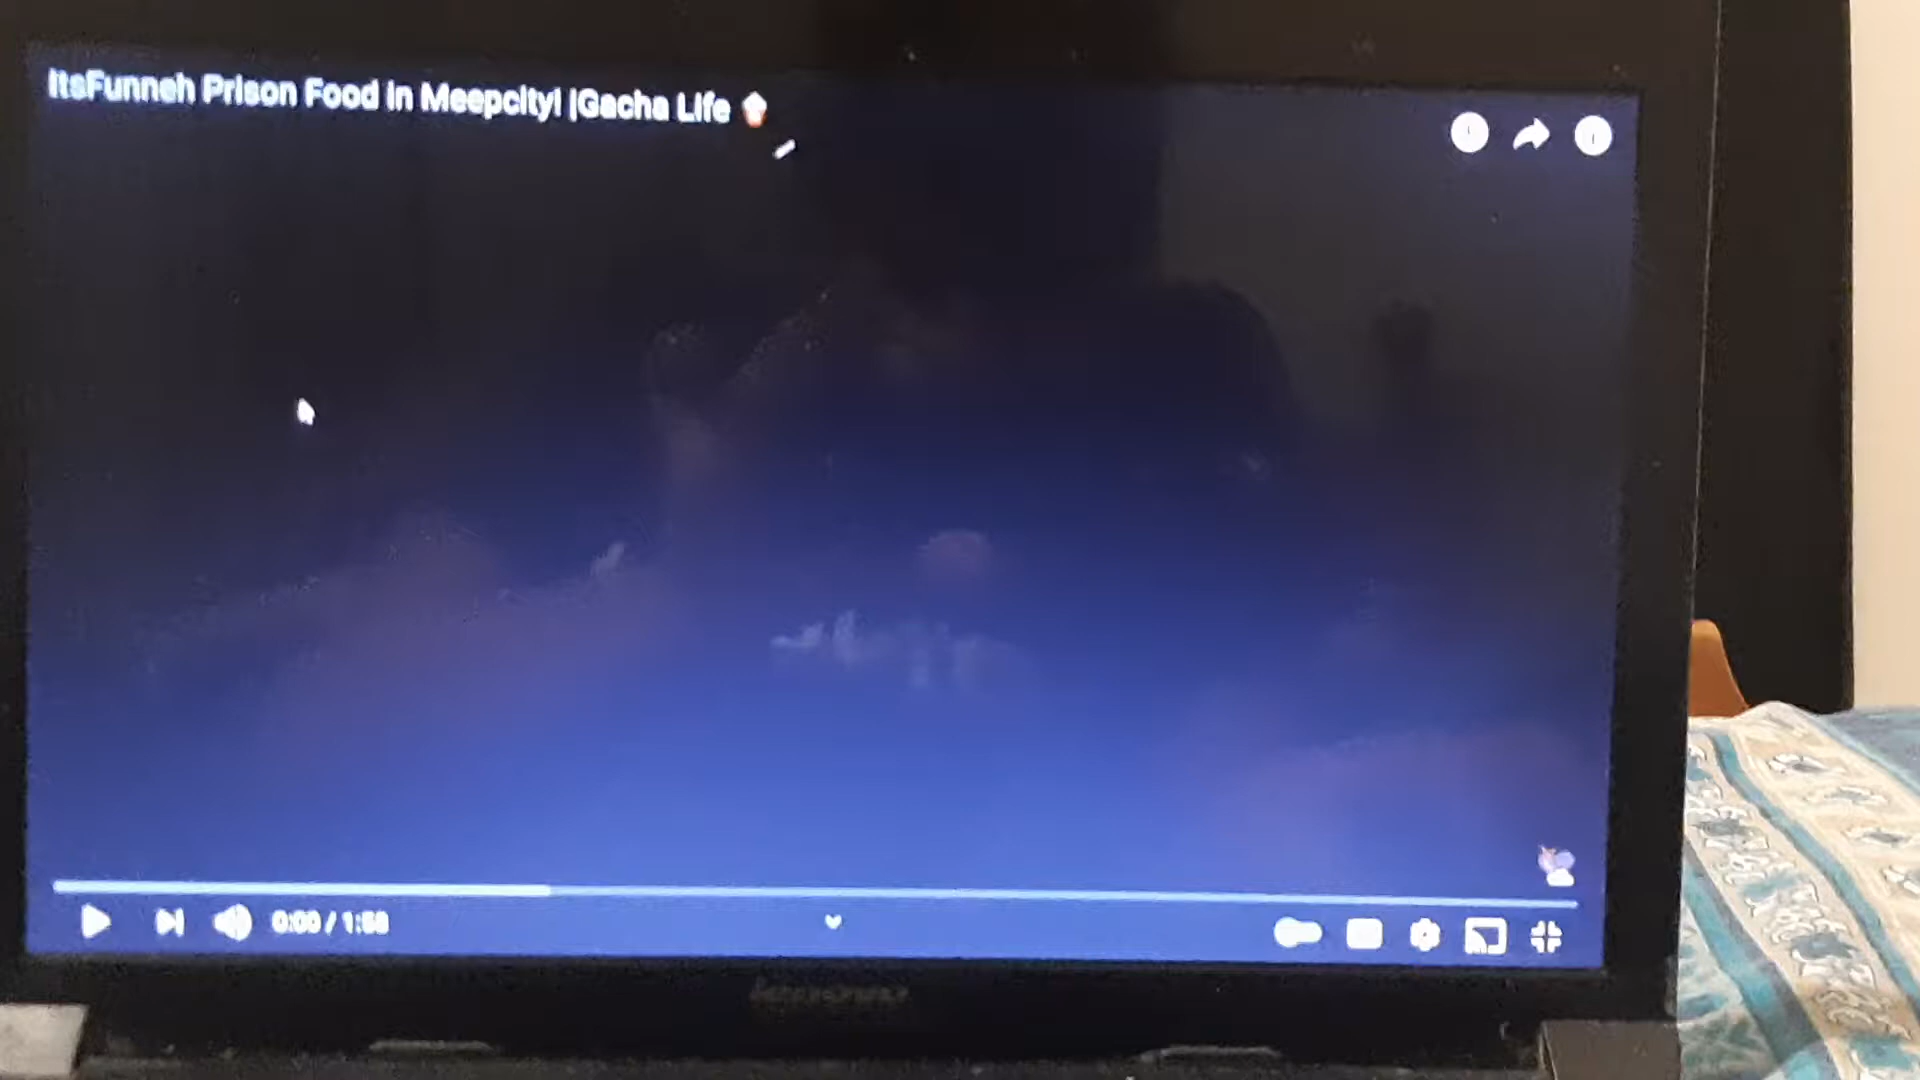 ItsFunneh Prison Food in Meepcity! |Gacha Life 🍿
0:00 / 1:58